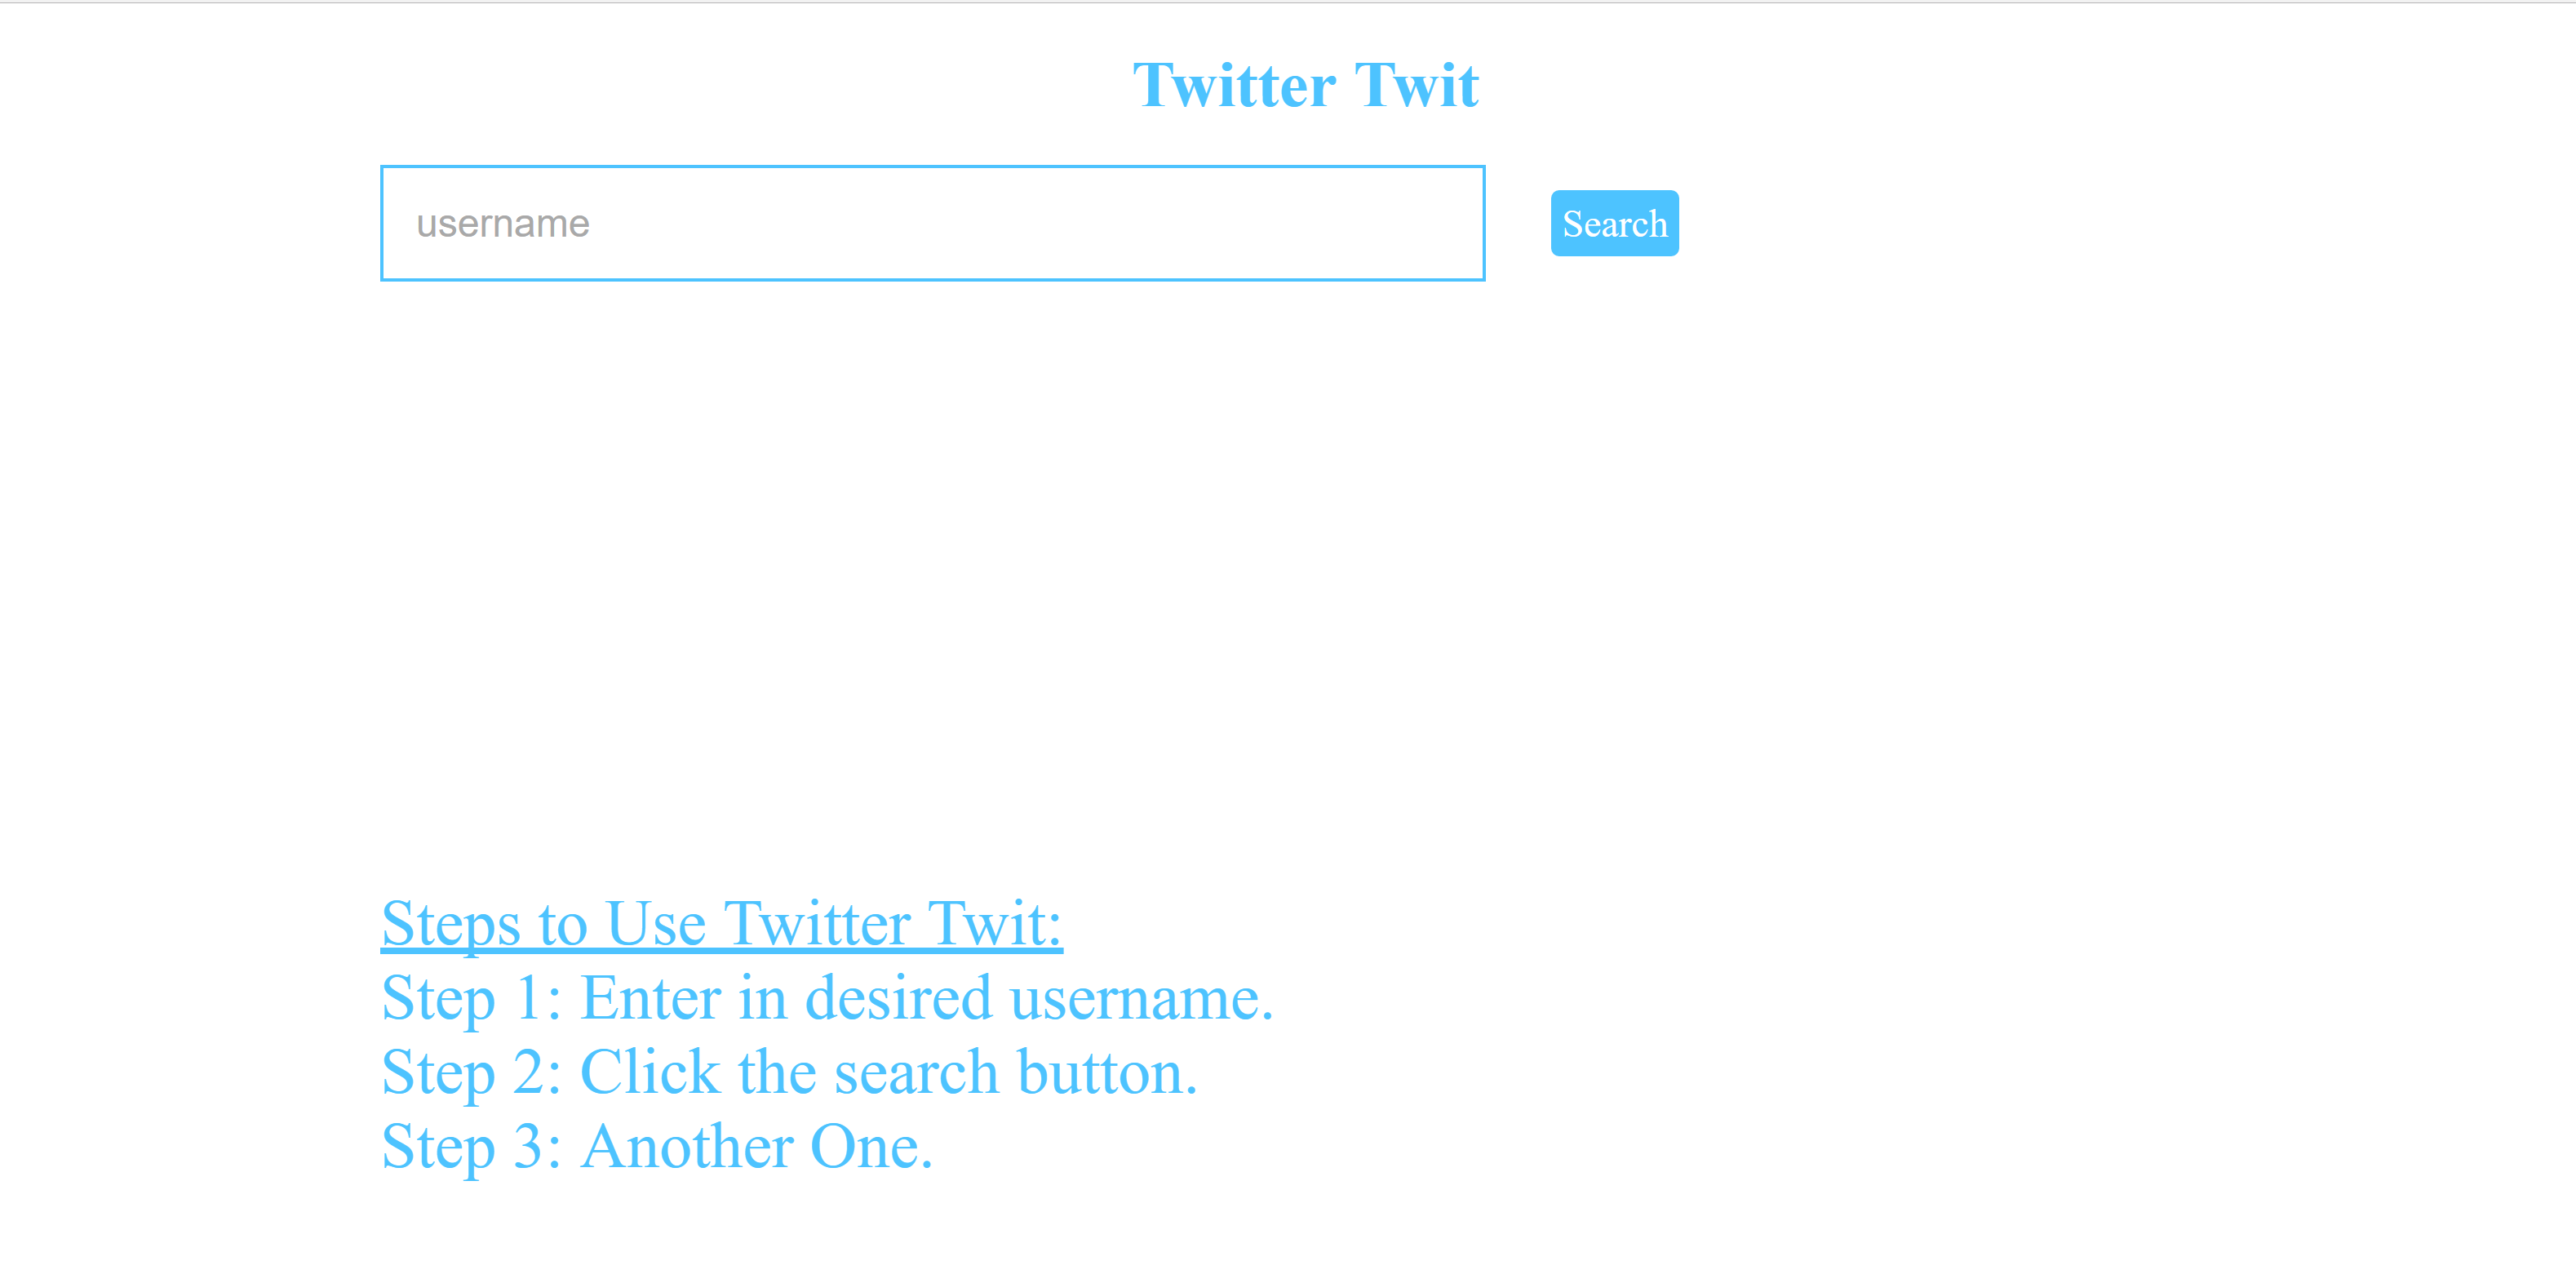 Twitter Twit
username
Search
Steps to Use Twitter Twit:
Step 1: Enter in desired username.
Step 2: Click the search button.
Step 3: Another One.